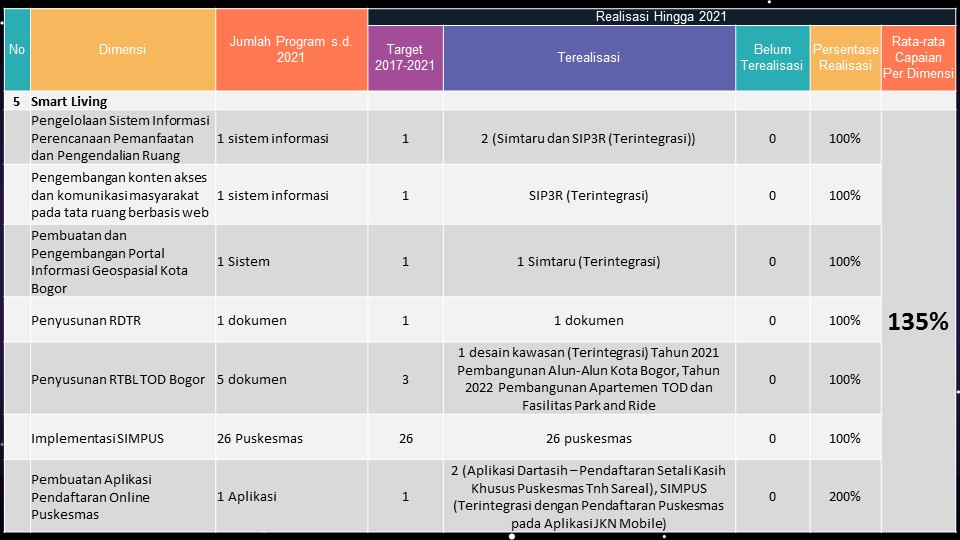 Realisasi Hingga 2021
No
Dimensi
Jumlah Program s.d.
2021
Target
2017-2021
Terealisasi
Belum
Terealisasi
Persentase
Realisasi
Rata-rata
Capaian
Per Dimensi
5 Smart Living
Pengelolaan Sistem Informasi
Perencanaan Pemanfaatan
dan Pengendalian Ruang
1 sistem informasi
1
2 (Simtaru dan SIP3R (Terintegrasi))
0
100%
Pengembangan konten akses
dan komunikasi masyarakat
pada tata ruang berbasis web
1 sistem informasi
1
SIP3R (Terintegrasi)
0
100%
Pembuatan dan
Pengembangan Portal
Informasi Geospasial Kota
Bogor
1 Sistem
1
1 Simtaru (Terintegrasi)
0
100%
Penyusunan RDTR
1 dokumen
1
1 dokumen
0
100%
135%
Penyusunan RTBL TOD Bogor
5 dokumen
3
1 desain kawasan (Terintegrasi) Tahun 2021
Pembangunan Alun-Alun Kota Bogor, Tahun
2022 Pembangunan Apartemen TOD dan
Fasilitas Park and Ride
0
100%
Implementasi SIMPUS
26 Puskesmas
26
26 puskesmas
0
100%
Pembuatan Aplikasi
Pendaftaran Online
Puskesmas
1 Aplikasi
1
2 (Aplikasi Dartasih – Pendaftaran Setali Kasih
Khusus Puskesmas Tnh Sareal), SIMPUS
(Terintegrasi dengan Pendaftaran Puskesmas
pada Aplikasi JKN Mobile)
0
200%